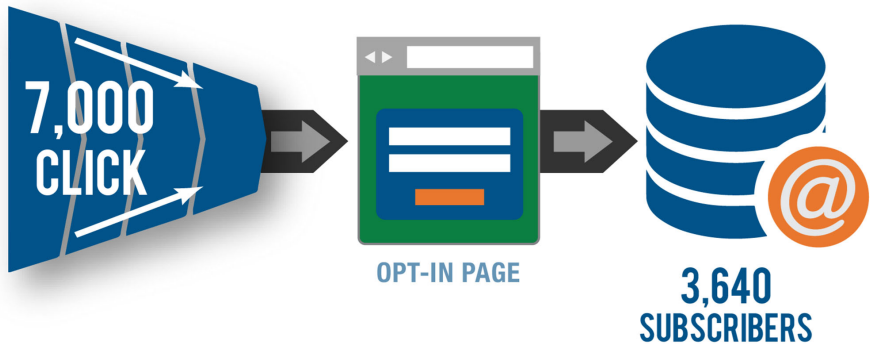 7,000
CLICK
@
OPT-IN PAGE
3,640
SUBSCRIBERS